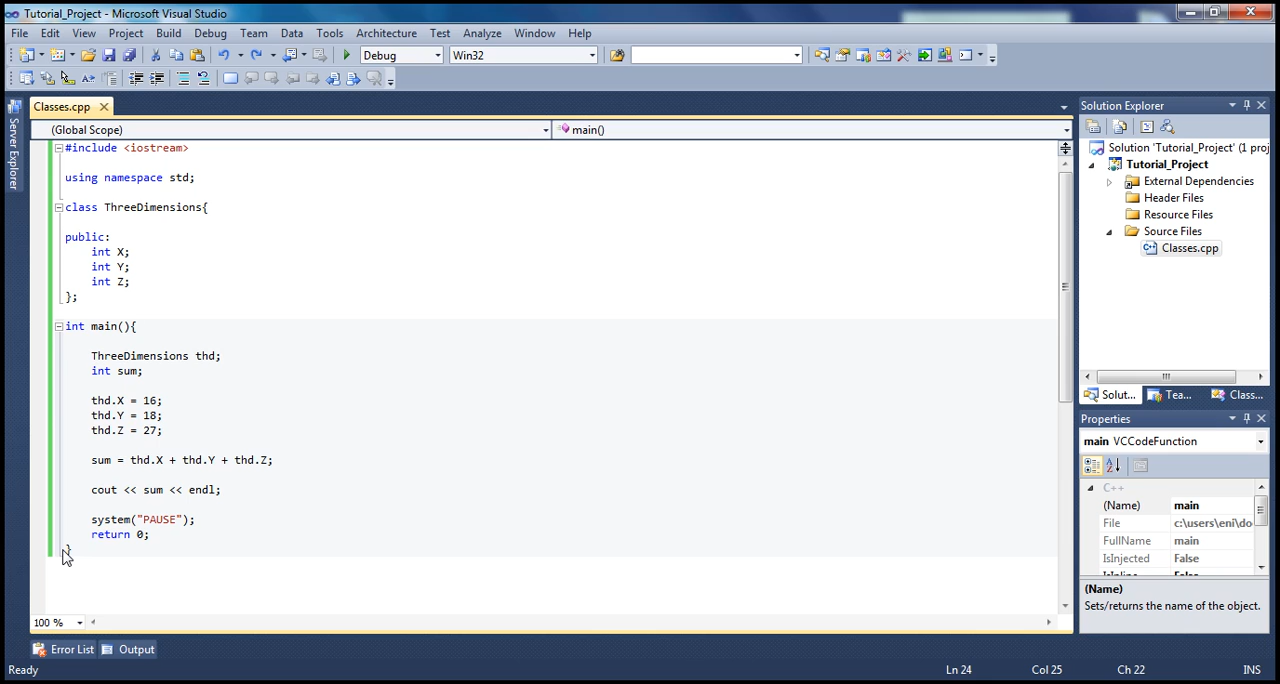 Tutorial_Project - Microsoft Visual Studio
File Edit View Project Build Debug Team Data Tools Architecture Test Analyze Window Help
Debug Win32
Server Explorer
Classes.cpp
(Global Scope) main()
#include <iostream>
using namespace std;
class ThreeDimensions{
public:
int X;
int Y;
int Z;
};
int main(){
ThreeDimensions thd;
int sum;
thd.X = 16;
thd.Y = 18;
thd.Z = 27;
sum = thd.X + thd.Y + thd.Z;
cout << sum << endl;
system("PAUSE");
return 0;
}
100 %
Error List Output
Ready Ln 24 Col 25 Ch 22 INS
Solution Explorer
Solution 'Tutorial_Project' (1 proj
Tutorial_Project
External Dependencies
Header Files
Resource Files
Source Files
Classes.cpp
Solut... Tea... Class...
Properties
main VCCodeFunction
C++
(Name) main
File c:\users\eni\do
FullName main
IsInjected False
(Name)
Sets/returns the name of the object.